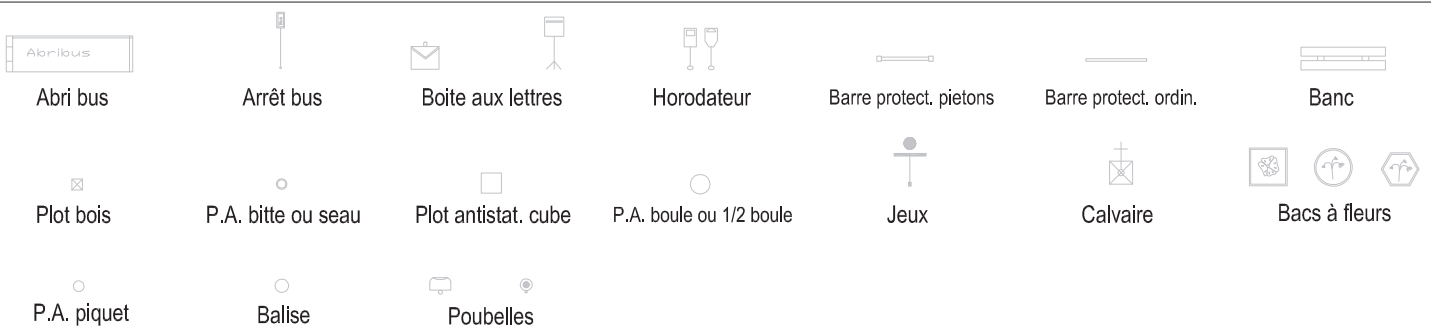 Abribus
Abri bus
Arrêt bus
Boite aux lettres
Horodateur
Barre protect. pietons
Barre protect. ordin.
Banc
Plot bois
P.A. bitte ou seau
Plot antistat. cube
P.A. boule ou 1/2 boule
Jeux
Calvaire
Bacs à fleurs
P.A. piquet
Balise
Poubelles